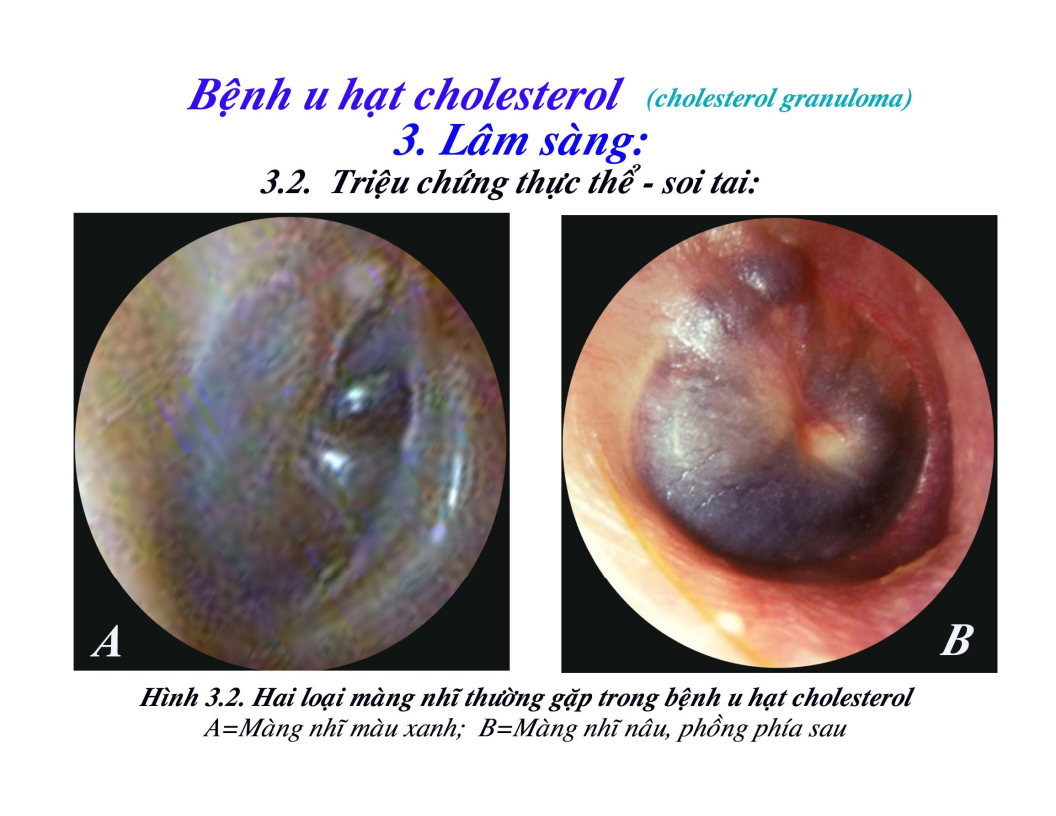 Bệnh u hạt cholesterol (cholesterol granuloma)
3. Lâm sàng:
3.2. Triệu chứng thực thể - soi tai:
A
B
Hình 3.2. Hai loại màng nhĩ thường gặp trong bệnh u hạt cholesterol
A=Màng nhĩ màu xanh; B=Màng nhĩ nâu, phồng phía sau